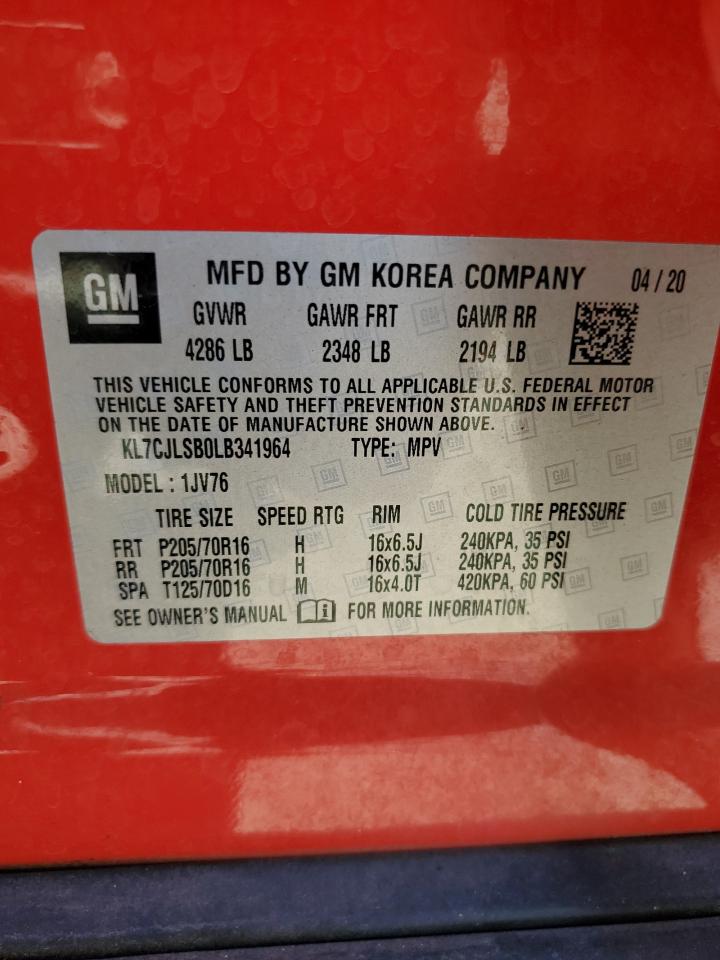 GM MFD BY GM KOREA COMPANY 04/20
GVWR GAWR FRT GAWR RR
4286 LB 2348 LB 2194 LB
THIS VEHICLE CONFORMS TO ALL APPLICABLE U.S. FEDERAL MOTOR
VEHICLE SAFETY AND THEFT PREVENTION STANDARDS IN EFFECT
ON THE DATE OF MANUFACTURE SHOWN ABOVE.
KL7CJLSB0LB341964 TYPE: MPV
MODEL : 1JV76
TIRE SIZE SPEED RTG RIM COLD TIRE PRESSURE
FRT P205/70R16 H 16x6.5J 240KPA, 35 PSI
RR P205/70R16 H 16x6.5J 240KPA, 35 PSI
SPA T125/70D16 M 16x4.0T 420KPA, 60 PSI
SEE OWNER'S MANUAL FOR MORE INFORMATION.